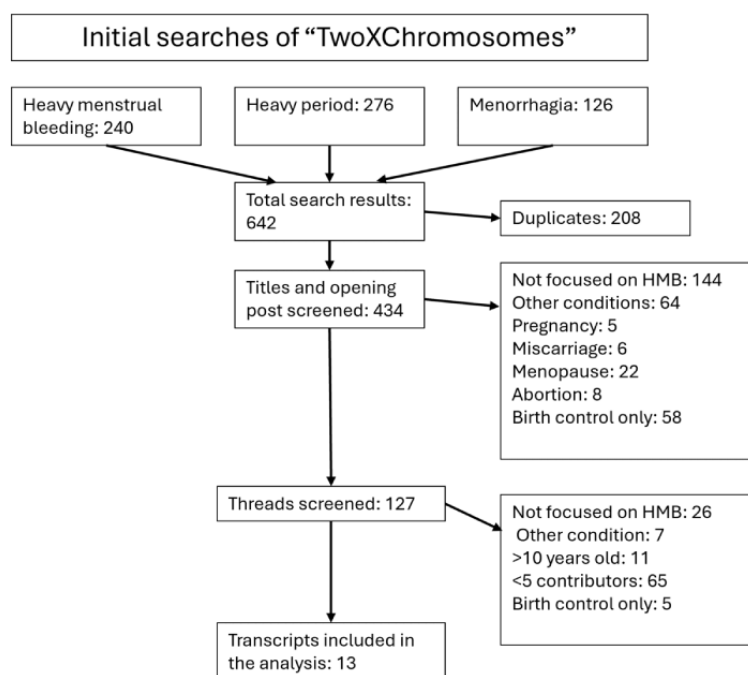 Initial searches of “TwoXChromosomes”
Heavy menstrual
bleeding: 240
Heavy period: 276
Menorrhagia: 126
Total search results:
642
Duplicates: 208
Titles and opening
post screened: 434
Not focused on HMB: 144
Other conditions: 64
Pregnancy: 5
Miscarriage: 6
Menopause: 22
Abortion: 8
Birth control only: 58
Threads screened: 127
Not focused on HMB: 26
Other condition: 7
>10 years old: 11
<5 contributors: 65
Birth control only: 5
Transcripts included in
the analysis: 13